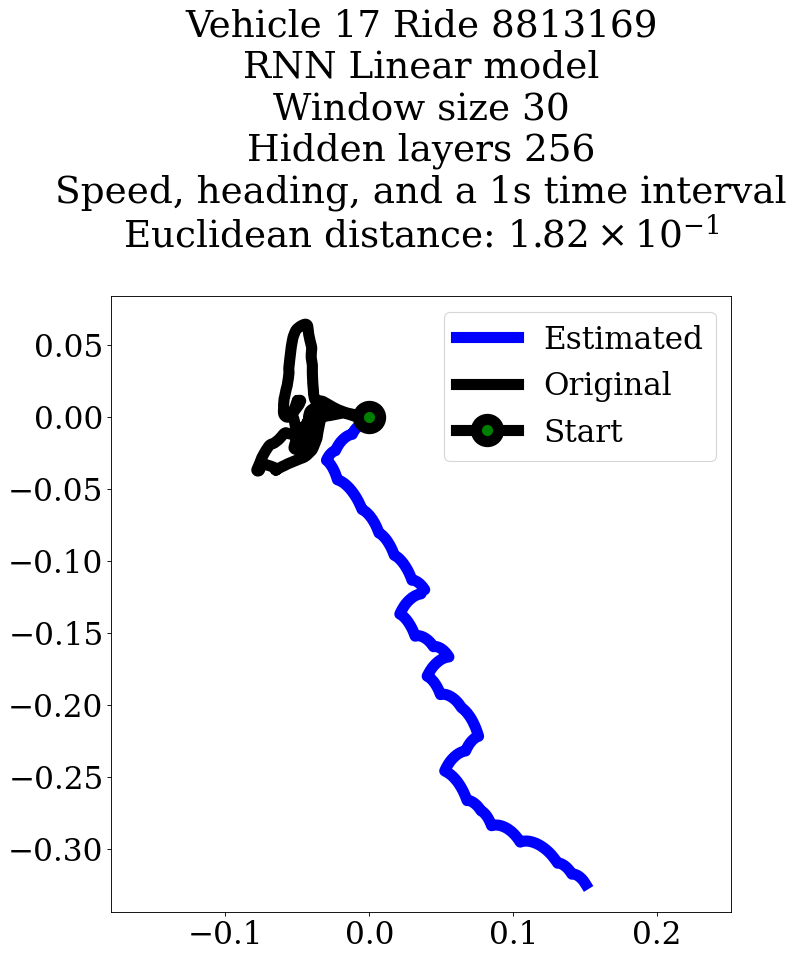 Vehicle 17 Ride 8813169
RNN Linear model
Window size 30
Hidden layers 256
Speed, heading, and a 1s time interval
Euclidean distance: 1.82 × 10⁻¹
Estimated
Original
Start
0.05
0.00
−0.05
−0.10
−0.15
−0.20
−0.25
−0.30
−0.1 0.0 0.1 0.2